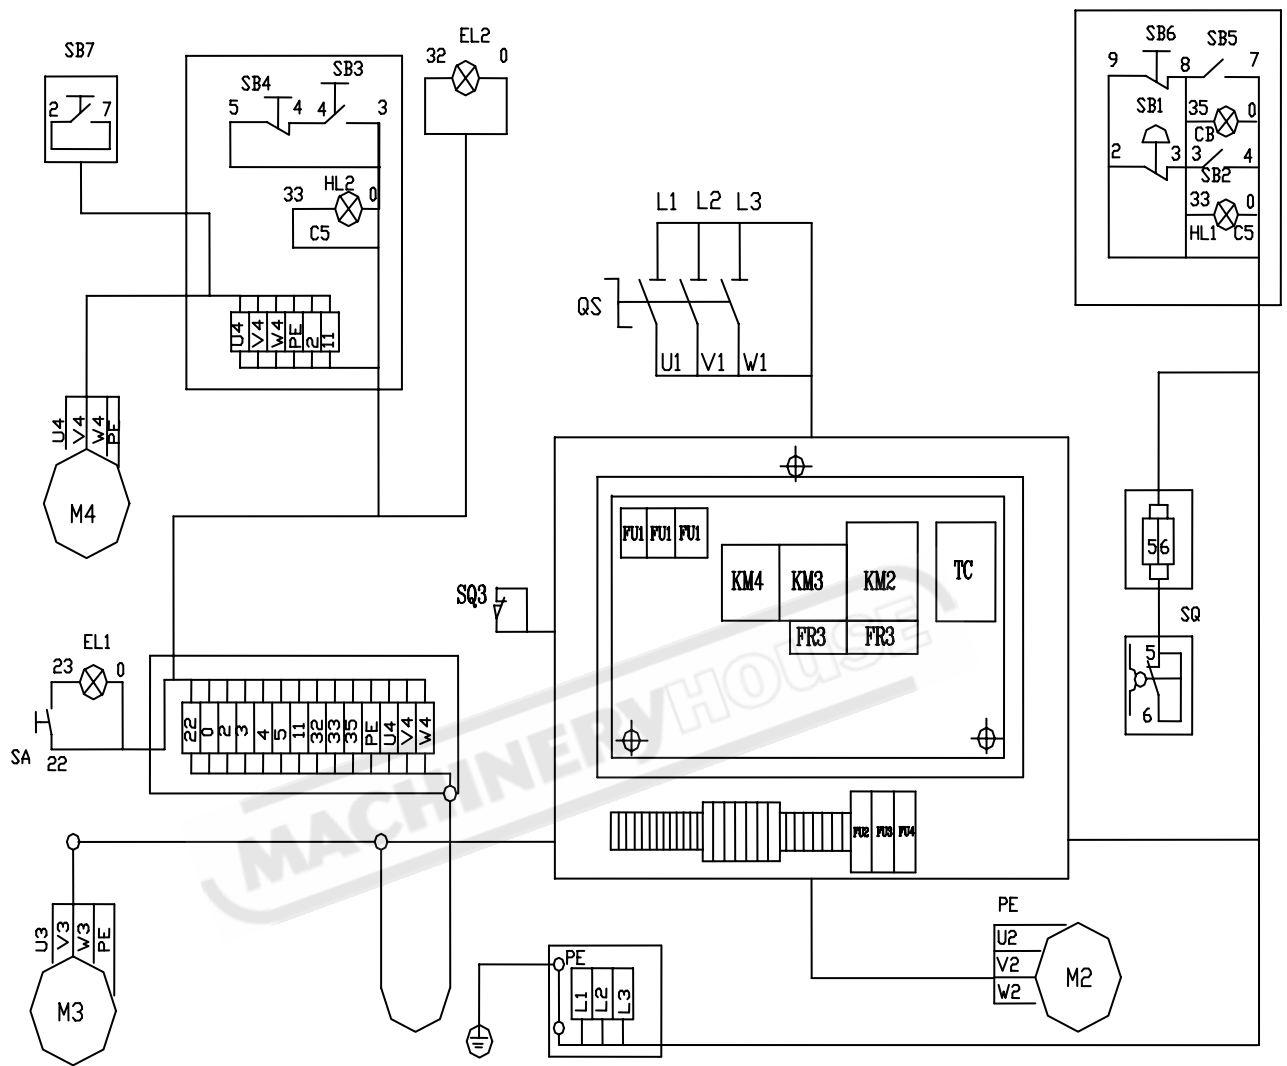 SB7
2 7
SB4 SB3
5 4 4 3
HL2
33 0
C5
EL2
32 0
U4 V4 W4 PE 2 11
U4 V4 W4 PE
M4
L1 L2 L3
QS
U1 V1 W1
SB6 SB5
9 8 7
SB1
35 0
CB
2 3 3 4
SB2
33 0
HL1 C5
FU1 FU1 FU1
KM4 KM3 KM2 TC
FR3 FR3
SQ3
56
SQ
5
6
EL1
23 0
SA 22
22 0 2 3 4 5 11 32 33 35 PE U4 V4 W4
MACHINERYHOUSE
FU2 FU3 FU4
U3 V3 W3 PE
M3
PE
L1 L2 L3
PE
U2
V2
W2
M2